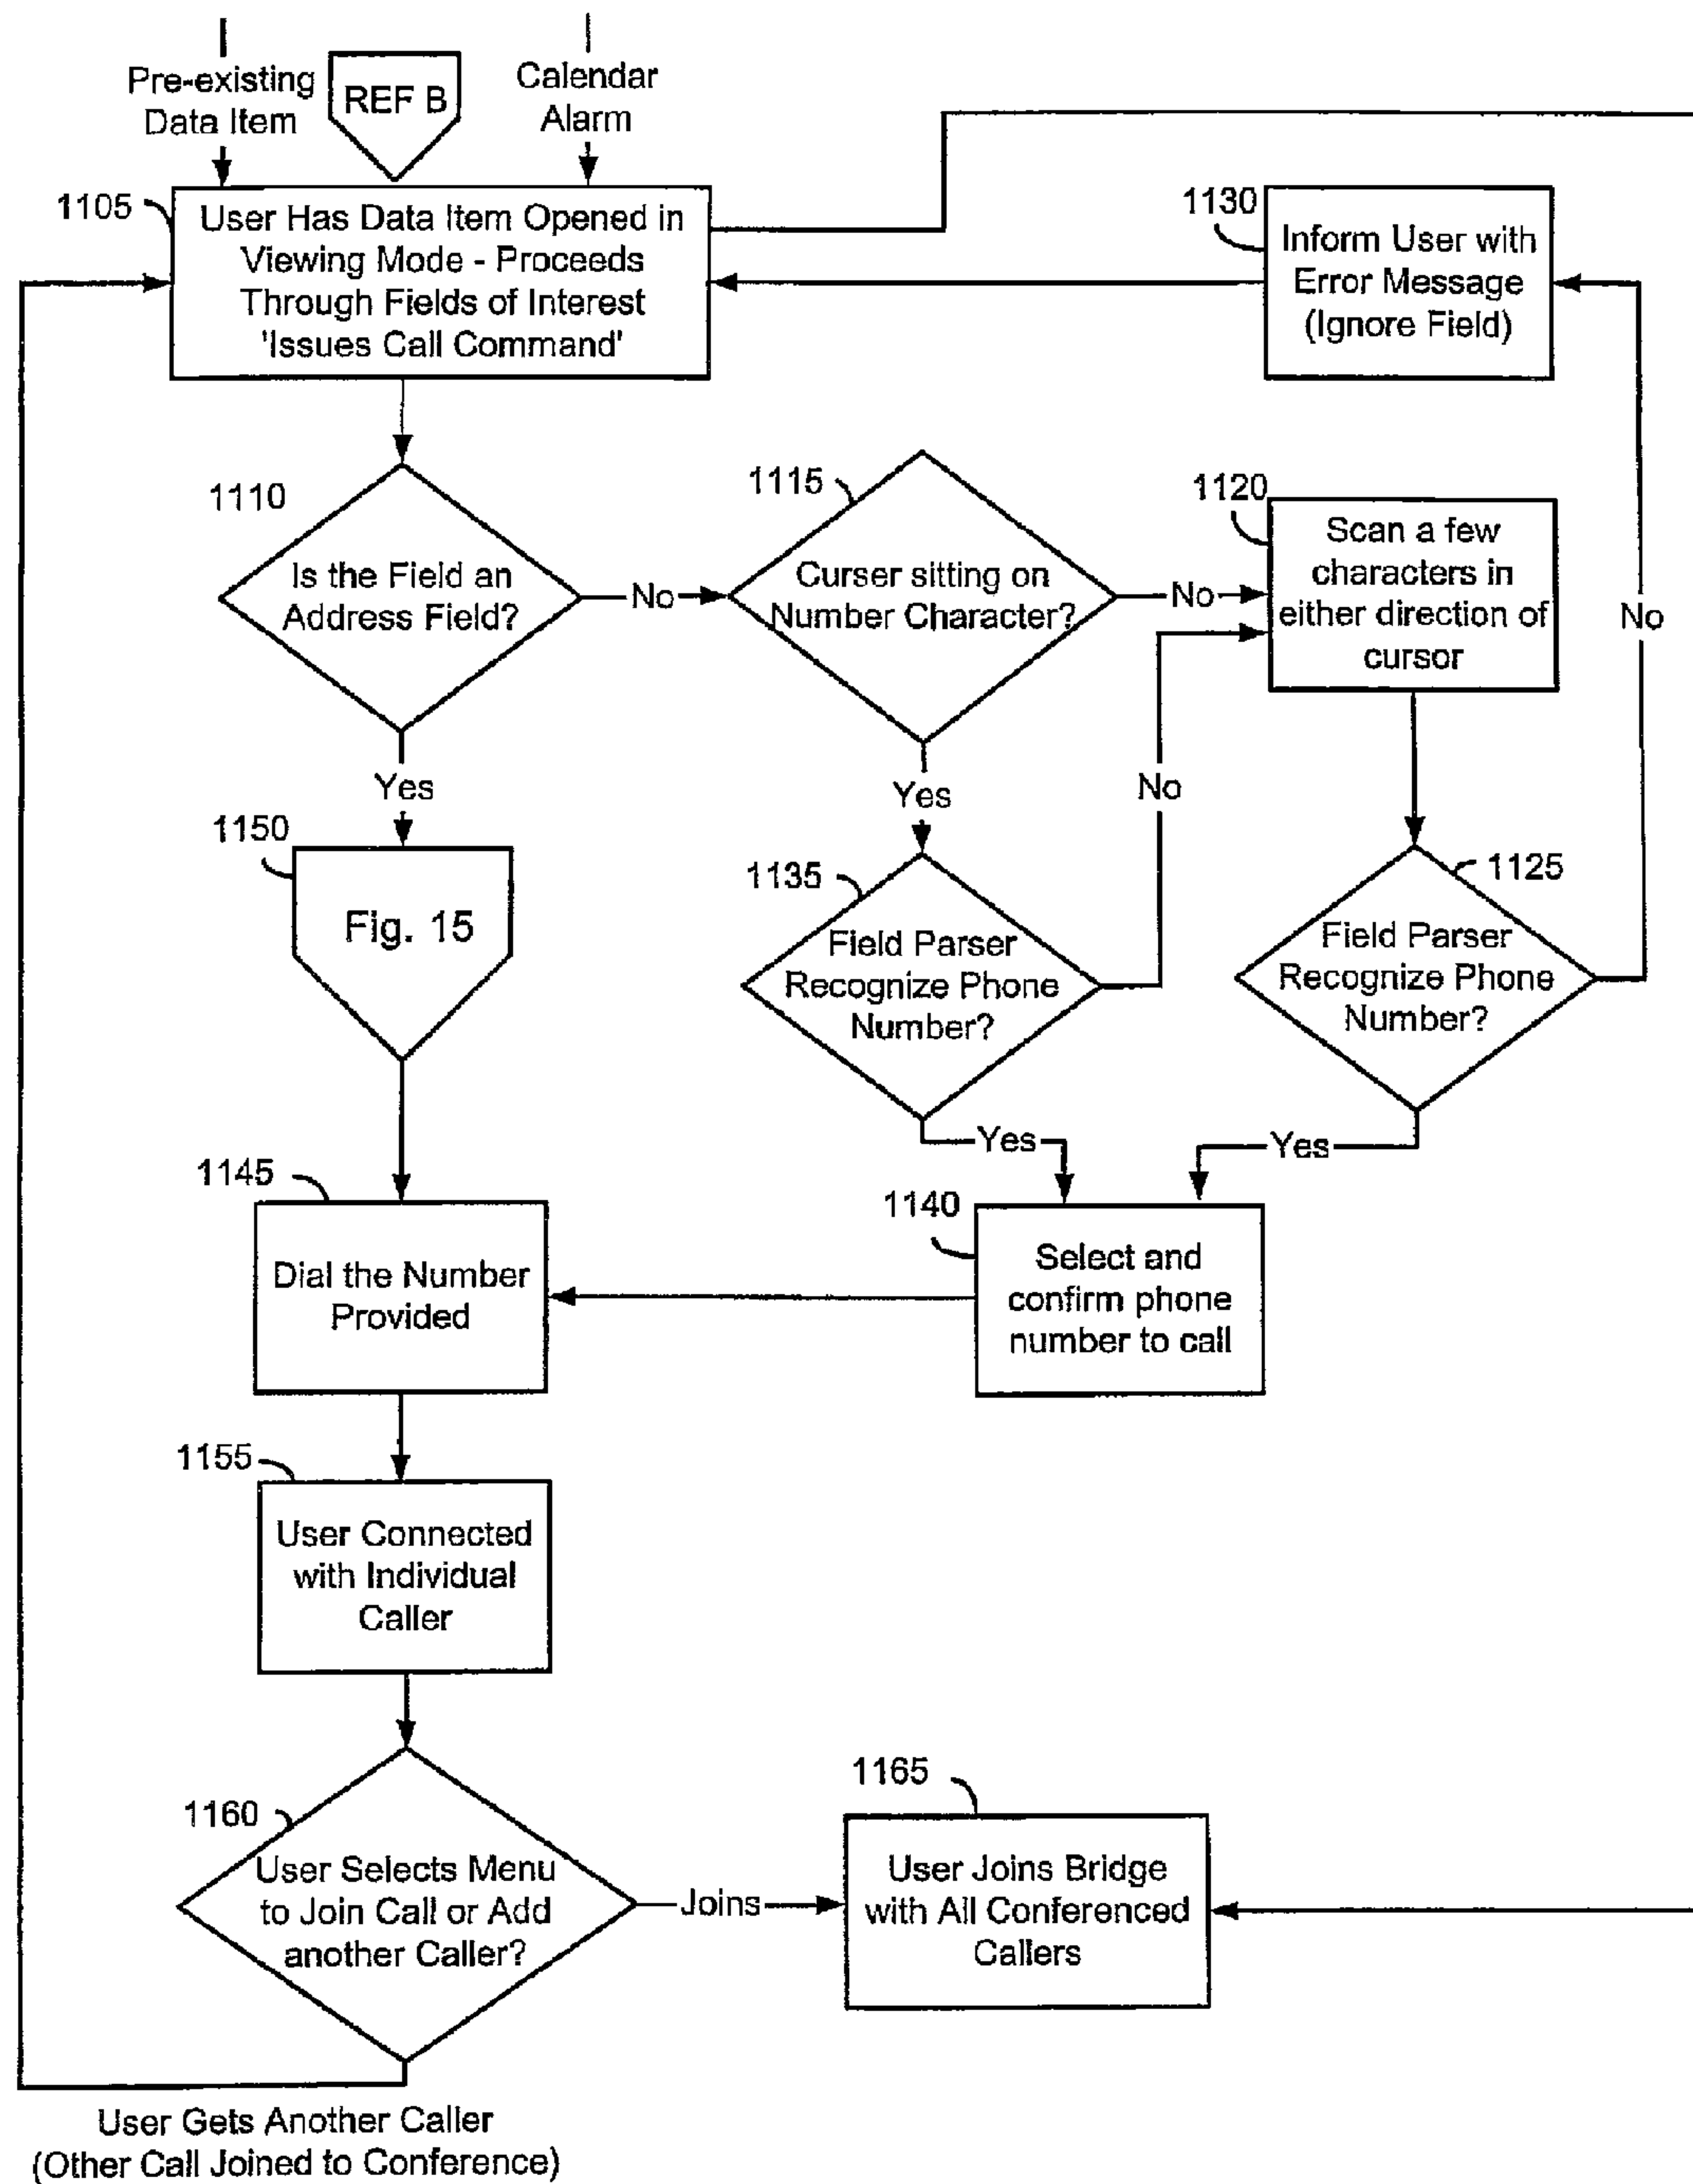 Pre-existing
Data Item
REF B
Calendar
Alarm
1105
User Has Data Item Opened in
Viewing Mode - Proceeds
Through Fields of Interest
'Issues Call Command'
1130
Inform User with
Error Message
(Ignore Field)
1110
Is the Field an
Address Field?
No
1115
Curser sitting on
Number Character?
No
1120
Scan a few
characters in
either direction of
cursor
No
Yes
Yes
No
1150
Fig. 15
1135
Field Parser
Recognize Phone
Number?
1125
Field Parser
Recognize Phone
Number?
Yes
Yes
1145
Dial the Number
Provided
1140
Select and
confirm phone
number to call
1155
User Connected
with Individual
Caller
1160
User Selects Menu
to Join Call or Add
another Caller?
Joins
1165
User Joins Bridge
with All Conferenced
Callers
User Gets Another Caller
(Other Call Joined to Conference)